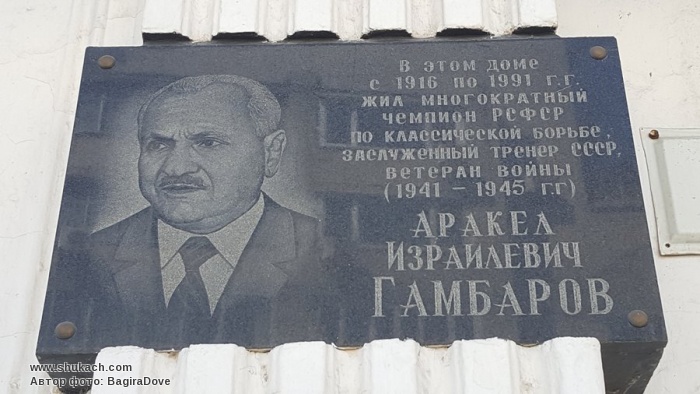 В ЭТОМ ДОМЕ
С 1916 ПО 1991 Г.Г.
ЖИЛ МНОГОКРАТНЫЙ
ЧЕМПИОН РСФСР
ПО КЛАССИЧЕСКОЙ БОРЬБЕ,
ЗАСЛУЖЕННЫЙ ТРЕНЕР СССР,
ВЕТЕРАН ВОЙНЫ
(1941 – 1945 Г.Г)
АРАКЕЛ
ИЗРАИЛЕВИЧ
ГАМБАРОВ
www.shukach.com
Автор фото: BagiraDove